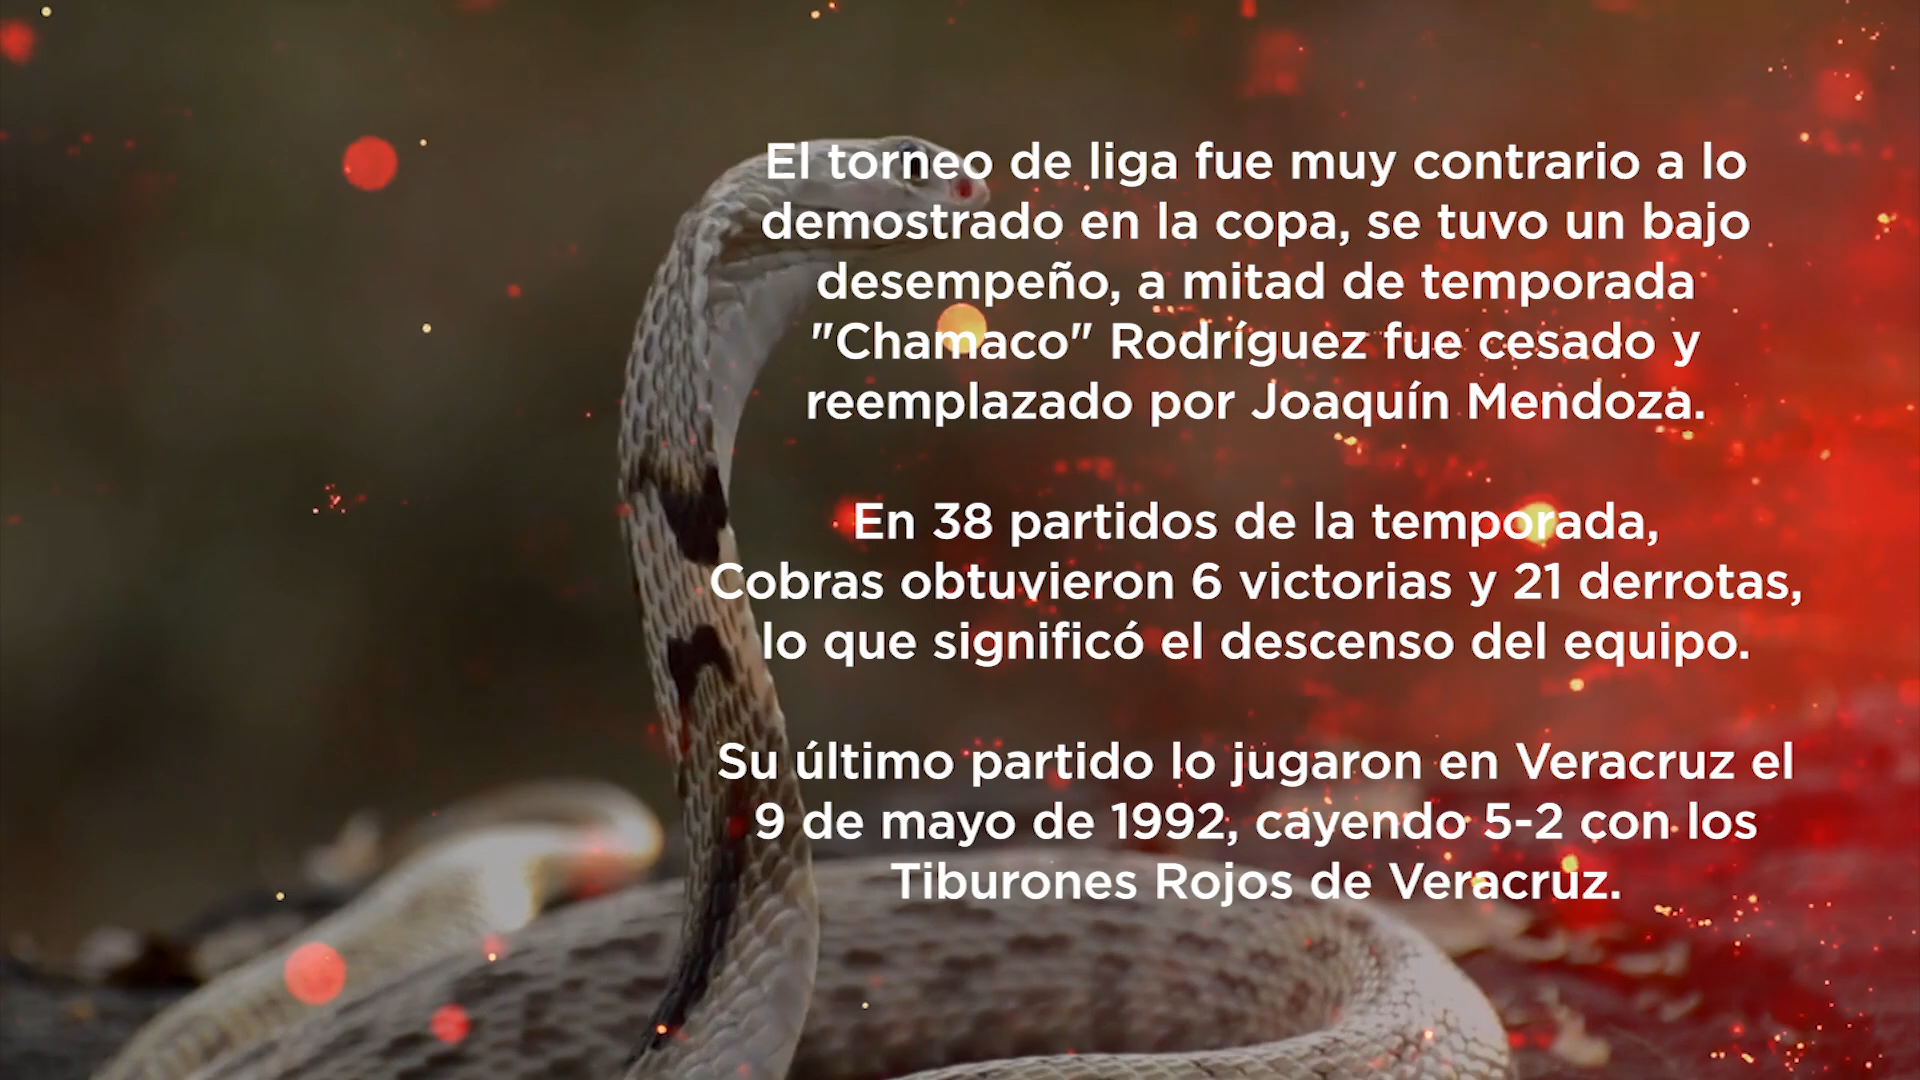 El torneo de liga fue muy contrario a lo
demostrado en la copa, se tuvo un bajo
desempeño, a mitad de temporada
"Chamaco" Rodríguez fue cesado y
reemplazado por Joaquín Mendoza.
En 38 partidos de la temporada,
Cobras obtuvieron 6 victorias y 21 derrotas,
lo que significó el descenso del equipo.
Su último partido lo jugaron en Veracruz el
9 de mayo de 1992, cayendo 5-2 con los
Tiburones Rojos de Veracruz.